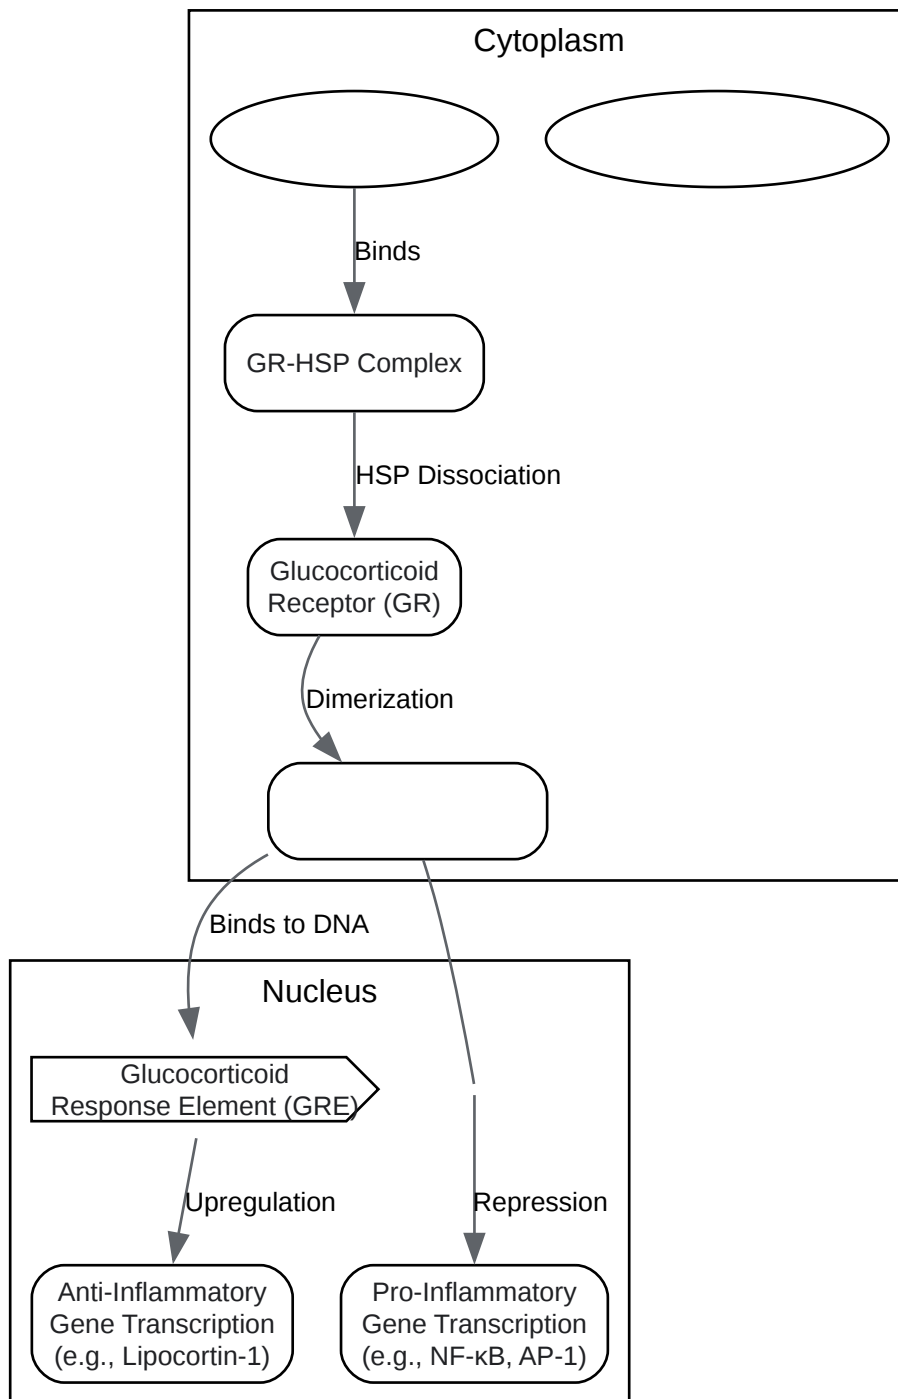 Cytoplasm
Binds
GR-HSP Complex
HSP Dissociation
Glucocorticoid
Receptor (GR)
Dimerization
Binds to DNA
Nucleus
Glucocorticoid
Response Element (GRE)
Upregulation
Repression
Anti-Inflammatory
Gene Transcription
(e.g., Lipocortin-1)
Pro-Inflammatory
Gene Transcription
(e.g., NF-κB, AP-1)